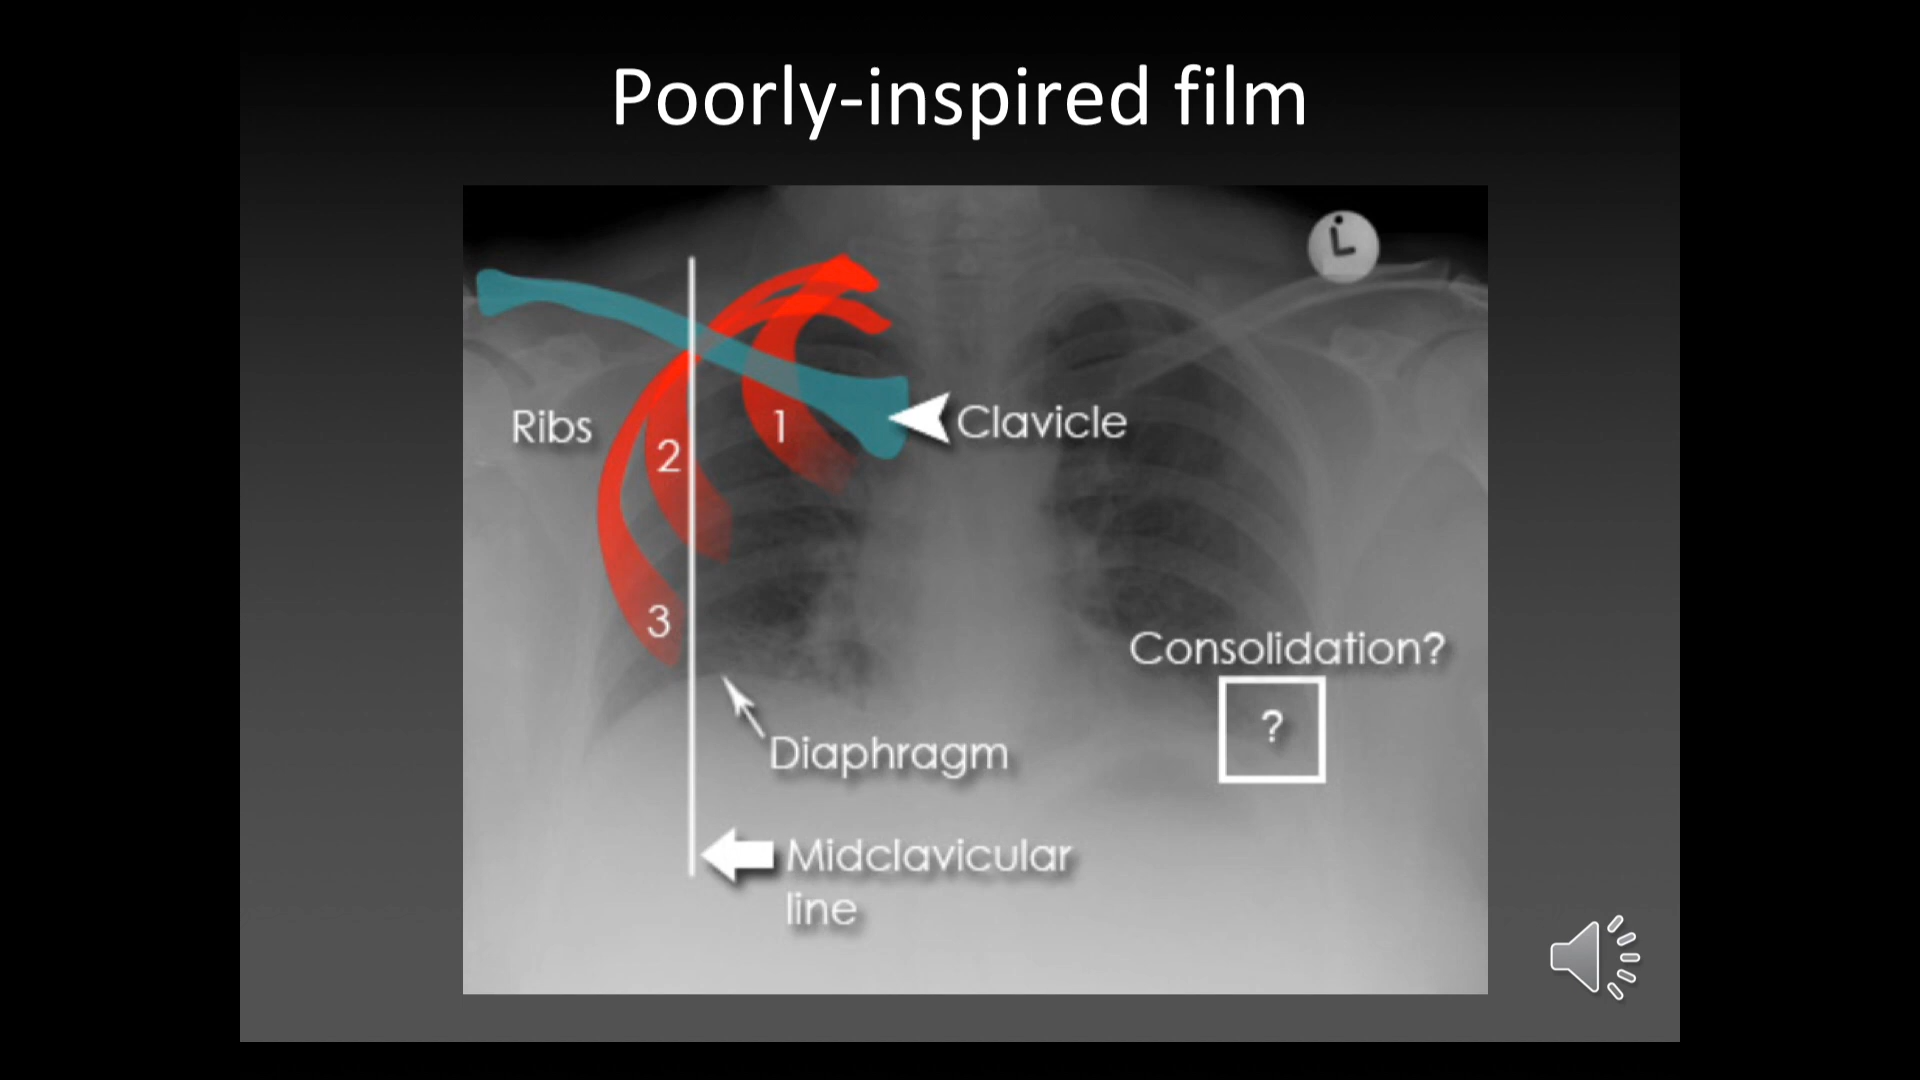 Poorly-inspired film
L
Ribs
1
2
Clavicle
3
Consolidation?
?
Diaphragm
Midclavicular
line